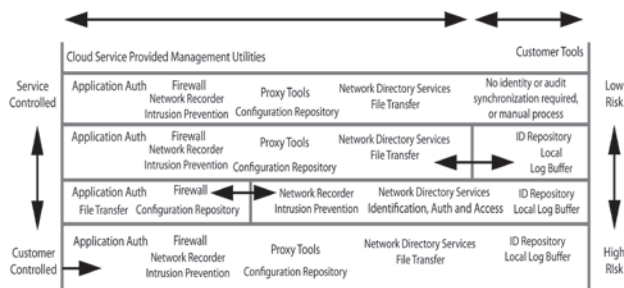 Cloud Service Provided Management Utilities Customer Tools
Service Controlled
Application Auth
Firewall
Network Recorder
Intrusion Prevention
Proxy Tools
Configuration Repository
Network Directory Services
File Transfer
No identity or audit
synchronization required,
or manual process
Low
Risk
Application Auth
Firewall
Network Recorder
Intrusion Prevention
Proxy Tools
Configuration Repository
Network Directory Services
File Transfer
ID Repository
Local
Log Buffer
Application Auth
File Transfer
Firewall
Configuration Repository
Network Recorder
Intrusion Prevention
Network Directory Services
Identification, Auth and Access
ID Repository
Local Log Buffer
Customer
Controlled
Application Auth
Firewall
Network Recorder
Intrusion Prevention
Proxy Tools
Configuration Repository
Network Directory Services
File Transfer
ID Repository
Local Log Buffer
High
RIsk